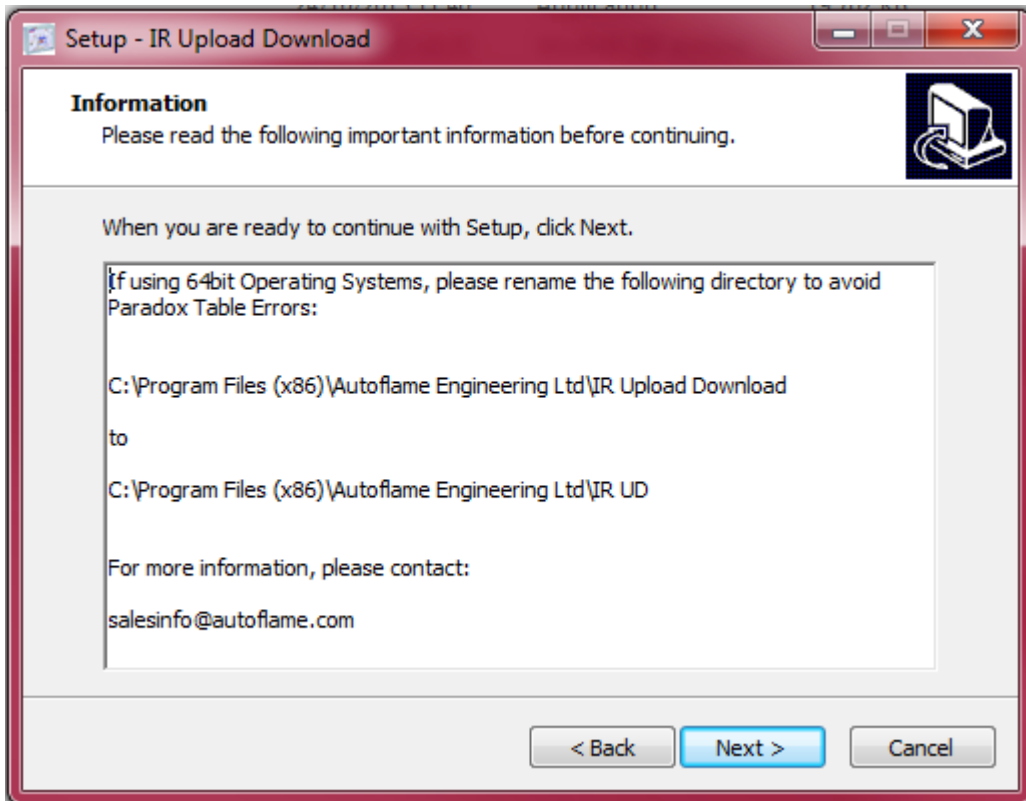 Setup - IR Upload Download
Information
Please read the following important information before continuing.
When you are ready to continue with Setup, click Next.
If using 64bit Operating Systems, please rename the following directory to avoid
Paradox Table Errors:
C:\Program Files (x86)\Autoflame Engineering Ltd\IR Upload Download
to
C:\Program Files (x86)\Autoflame Engineering Ltd\IR UD
For more information, please contact:
salesinfo@autoflame.com
< Back
Next >
Cancel